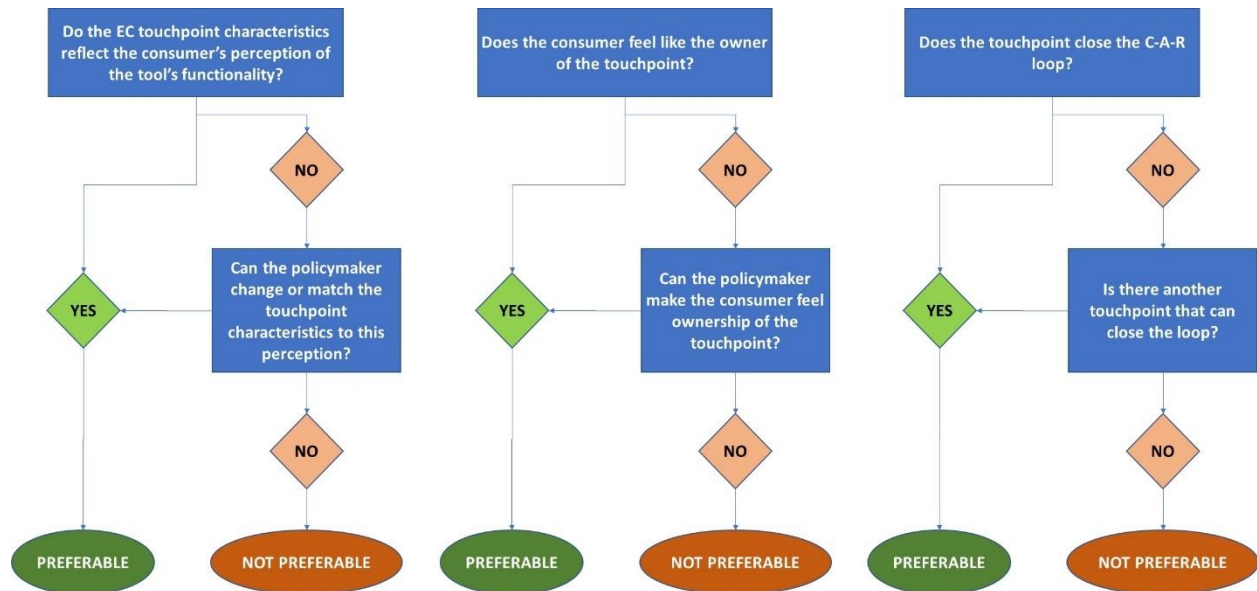 Do the EC touchpoint characteristics
reflect the consumer's perception of
the tool's functionality?
NO
YES
Can the policymaker
change or match the
touchpoint
characteristics to this
perception?
NO
PREFERABLE
NOT PREFERABLE
Does the consumer feel like the owner
of the touchpoint?
NO
YES
Can the policymaker
make the consumer feel
ownership of the
touchpoint?
NO
PREFERABLE
NOT PREFERABLE
Does the touchpoint close the C-A-R
loop?
NO
YES
Is there another
touchpoint that can
close the loop?
NO
PREFERABLE
NOT PREFERABLE